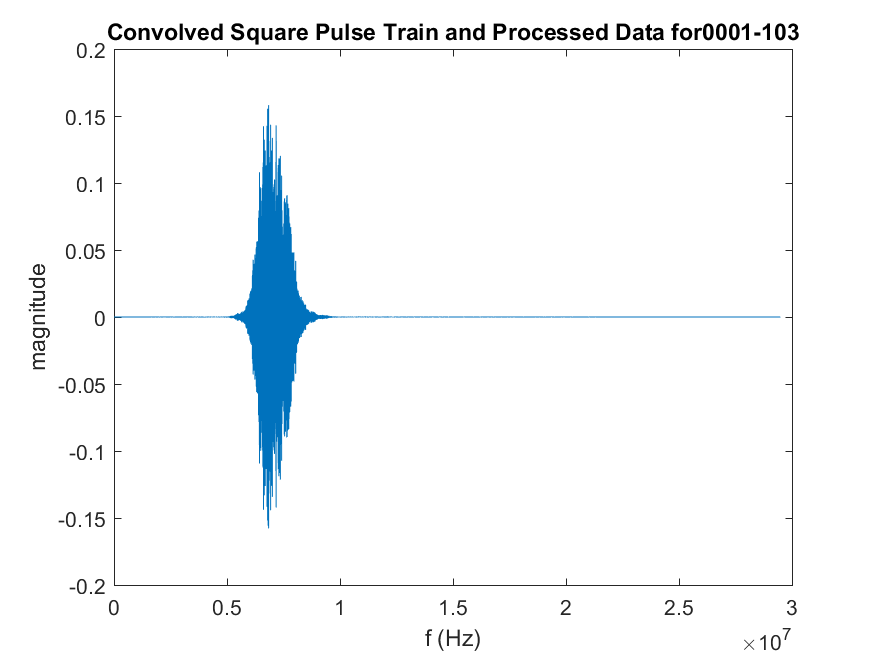 Convolved Square Pulse Train and Processed Data for0001-103
0.2
0.15
0.1
0.05
0
-0.05
-0.1
-0.15
-0.2
magnitude
0 0.5 1 1.5 2 2.5 3
f (Hz)
×10⁷